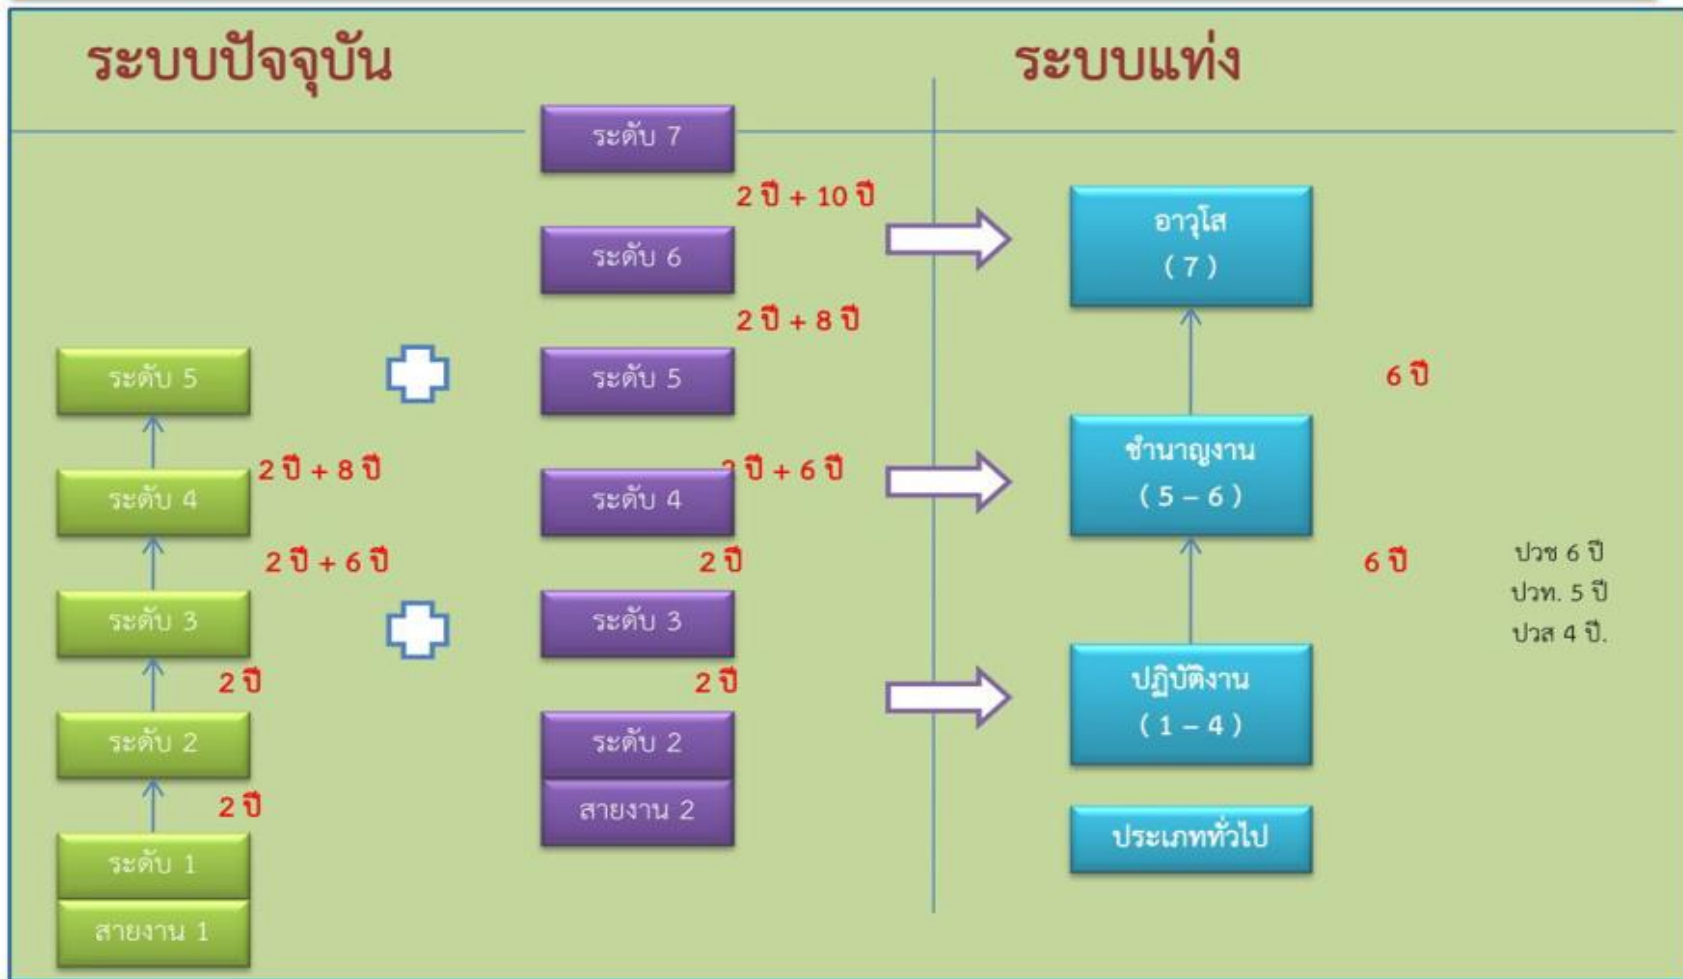 ระบบปัจจุบัน
ระบบแท่ง
ระดับ 7
2 ปี + 10 ปี
อาวุโส
( 7 )
ระดับ 6
2 ปี + 8 ปี
ระดับ 5
ระดับ 5
6 ปี
2 ปี + 8 ปี
ปี + 6 ปี
ชำนาญงาน
( 5 – 6 )
ระดับ 4
ระดับ 4
2 ปี + 6 ปี
2 ปี
6 ปี
ปวช 6 ปี
ปวท. 5 ปี
ปวส 4 ปี.
ระดับ 3
ระดับ 3
2 ปี
2 ปี
ปฏิบัติงาน
( 1 – 4 )
ระดับ 2
ระดับ 2
2 ปี
สายงาน 2
ประเภททั่วไป
ระดับ 1
สายงาน 1